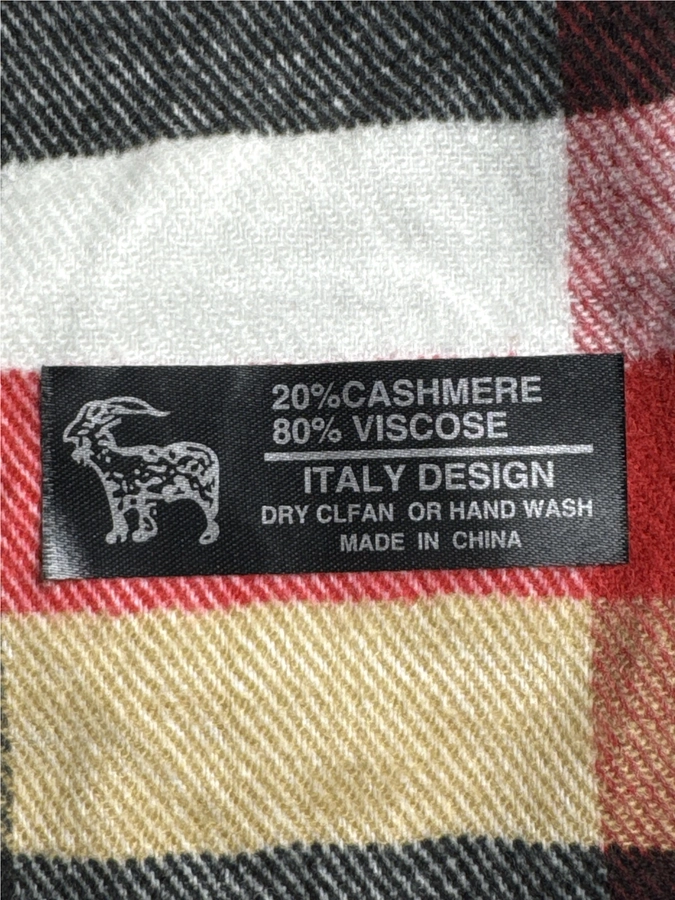 20%CASHMERE
80% VISCOSE
ITALY DESIGN
DRY CLFAN OR HAND WASH
MADE IN CHINA